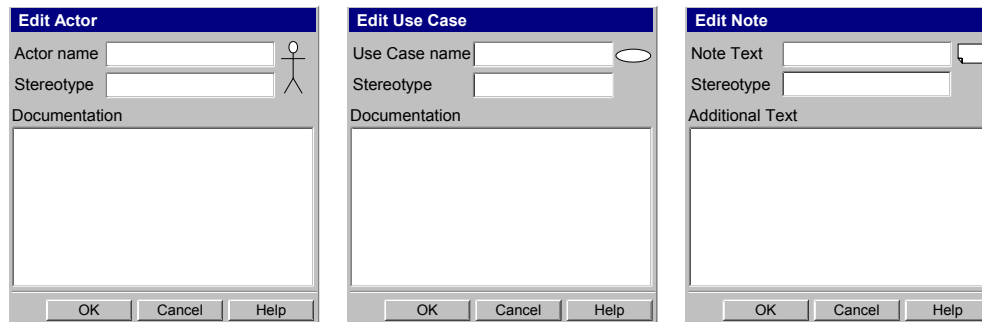 Edit Actor
Actor name
Stereotype
Documentation
OK Cancel Help
Edit Use Case
Use Case name
Stereotype
Documentation
OK Cancel Help
Edit Note
Note Text
Stereotype
Additional Text
OK Cancel Help